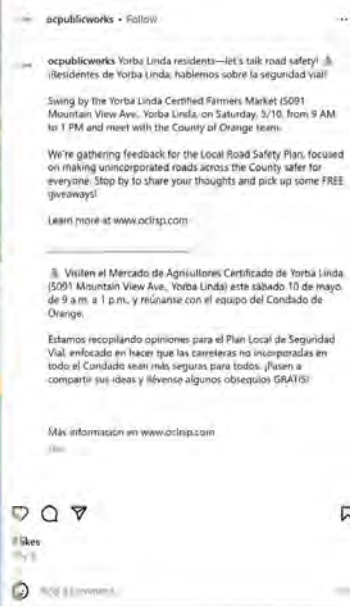 ocpublicworks • Follow
ocpublicworks Yorba Linda residents—let's talk road safety!
¡Residentes de Yorba Linda, hablemos sobre la seguridad vial!
Swing by the Yorba Linda Certified Farmers Market (5091
Mountain View Ave., Yorba Linda, on Saturday, 5/10, from 9 AM
to 1 PM and meet with the County of Orange team.
We're gathering feedback for the Local Road Safety Plan, focused
on making unincorporated roads across the County safer for
everyone. Stop by to share your thoughts and pick up some FREE
giveaways!
Learn more at www.oclrsp.com
Visiten el Mercado de Agricultores Certificado de Yorba Linda
(5091 Mountain View Ave., Yorba Linda) este sábado 10 de mayo,
de 9 a.m. a 1 p.m., y reúnanse con el equipo del Condado de
Orange.
Estamos recopilando opiniones para el Plan Local de Seguridad
Vial, enfocado en hacer que las carreteras no incorporadas en
todo el Condado sean más seguras para todos. ¡Pasen a
compartir sus ideas y llévense algunos obsequios GRATIS!
Más información en www.oclrsp.com
likes
Add a comment...